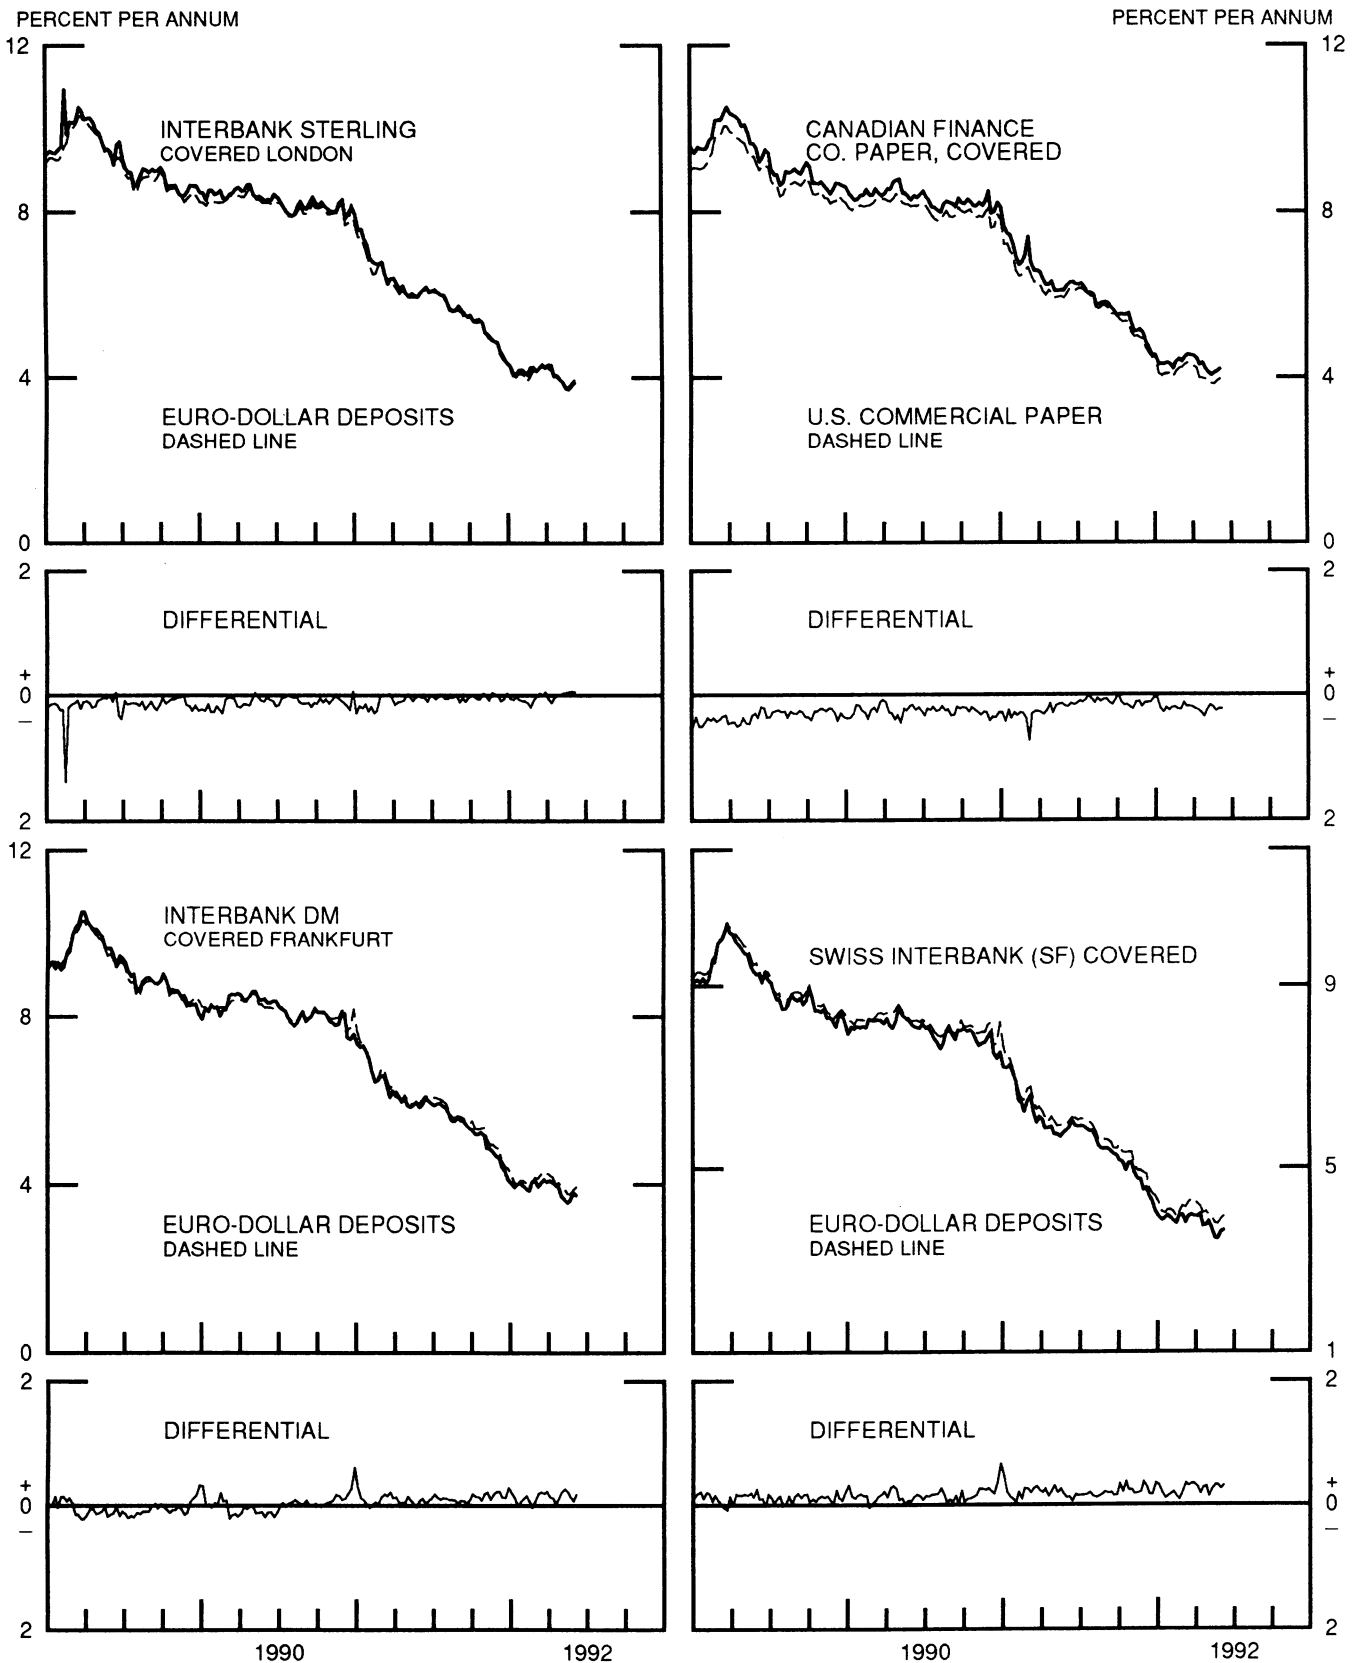 PERCENT PER ANNUM
PERCENT PER ANNUM
12
12
INTERBANK STERLING
COVERED LONDON
CANADIAN FINANCE
CO. PAPER, COVERED
8
8
4
4
EURO-DOLLAR DEPOSITS
DASHED LINE
U.S. COMMERCIAL PAPER
DASHED LINE
0
0
2
2
DIFFERENTIAL
DIFFERENTIAL
+
0
−
+
0
−
2
2
12
INTERBANK DM
COVERED FRANKFURT
SWISS INTERBANK (SF) COVERED
9
8
5
4
EURO-DOLLAR DEPOSITS
DASHED LINE
EURO-DOLLAR DEPOSITS
DASHED LINE
0
1
2
2
DIFFERENTIAL
DIFFERENTIAL
+
0
−
+
0
−
2
2
1990
1992
1990
1992